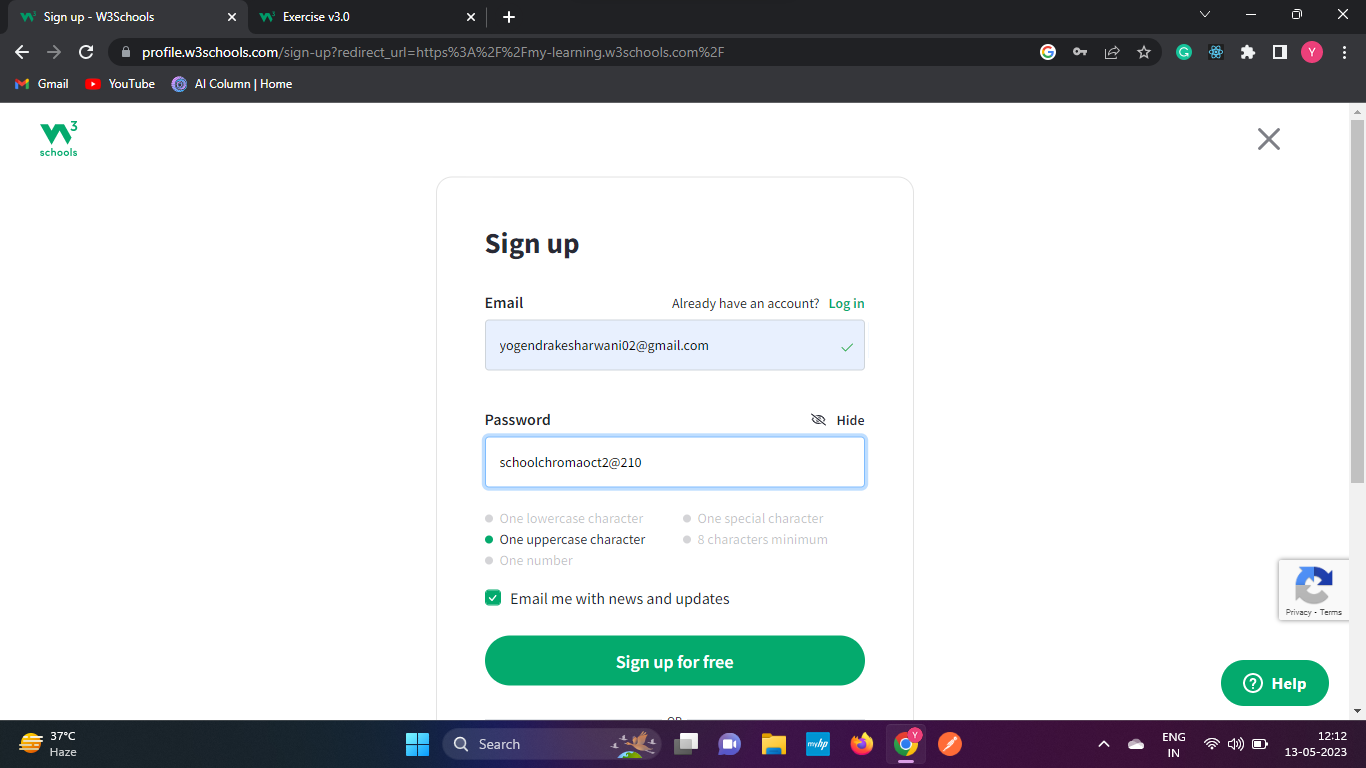 Sign up - W3Schools
Exercise v3.0
profile.w3schools.com/sign-up?redirect_url=https%3A%2F%2Fmy-learning.w3schools.com%2F
Y
Gmail
YouTube
AI Column | Home
3
schools
Sign up
Email
Already have an account? Log in
yogendrakesharwani02@gmail.com
Password
Hide
schoolchromaoct2@210
One lowercase character
One special character
One uppercase character
8 characters minimum
One number
Email me with news and updates
Privacy - Terms
Sign up for free
Help
OR
37°C
Haze
Search
myhp
Y
ENG
IN
12:12
13-05-2023